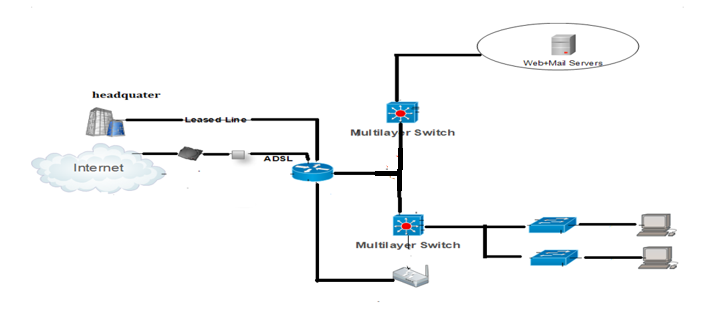 Web+Mail Servers
headquater
Leased Line
Multilayer Switch
ADSL
Internet
Multilayer Switch